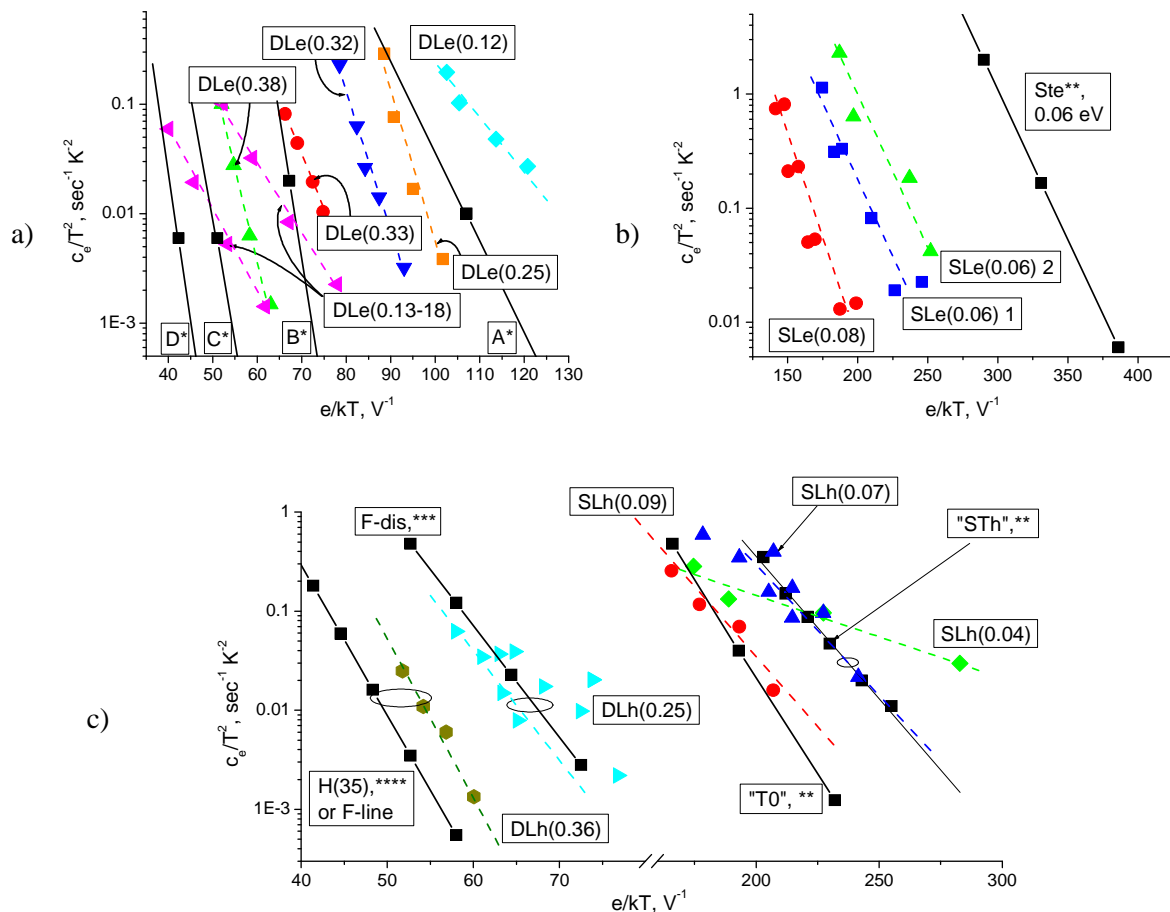 a)
c_e/T^2, sec^-1 K^-2
0.1
0.01
1E-3
40 50 60 70 80 90 100 110 120 130
e/kT, V^-1
DLe(0.32)
DLe(0.12)
DLe(0.38)
DLe(0.33)
DLe(0.25)
DLe(0.13-18)
D*
C*
B*
A*
b)
c_e/T^2, sec^-1 K^-2
1
0.1
0.01
150 200 250 300 350 400
e/kT, V^-1
Ste**,
0.06 eV
SLe(0.06) 2
SLe(0.06) 1
SLe(0.08)
c)
c_e/T^2, sec^-1 K^-2
1
0.1
0.01
1E-3
40 50 60 70 200 250 300
e/kT, V^-1
F-dis,***
SLh(0.09)
SLh(0.07)
"STh",**
SLh(0.04)
DLh(0.25)
H(35),****
or F-line
DLh(0.36)
"T0", **